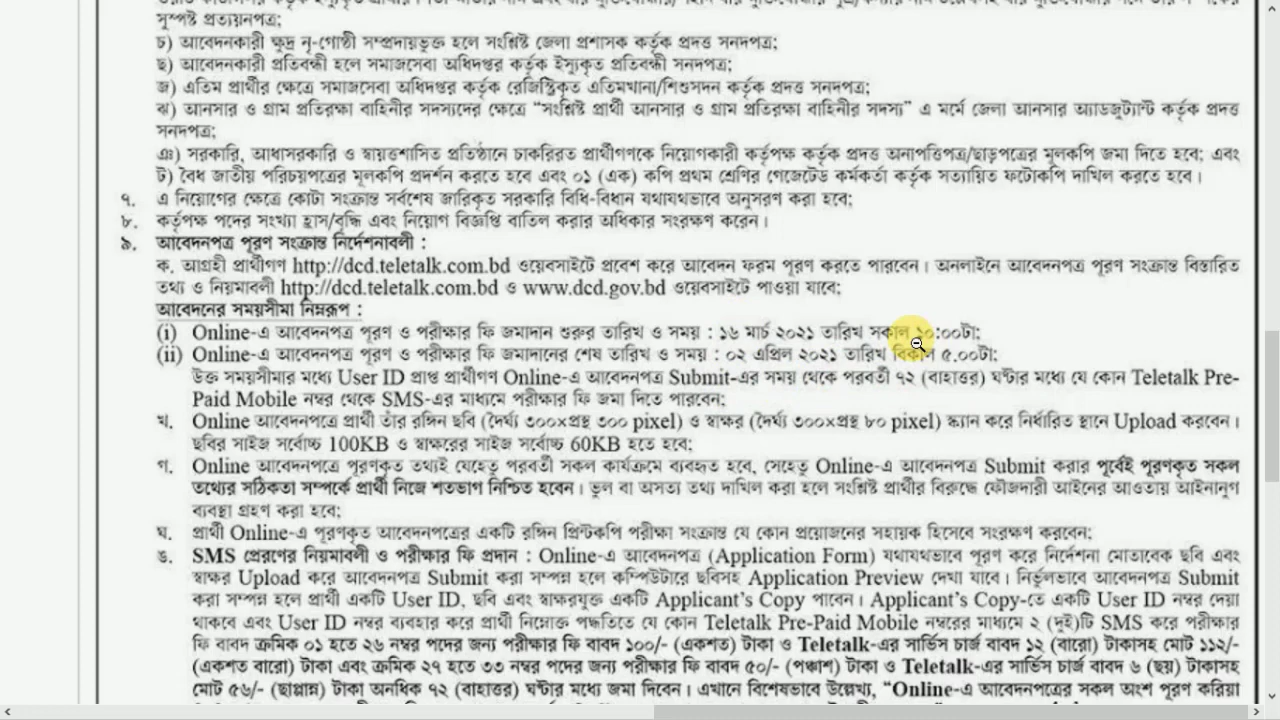 সুস্পষ্ট প্রত্যয়নপত্র;
চ) আবেদনকারী ক্ষুদ্র নৃ-গোষ্ঠী সম্প্রদায়ভুক্ত হলে সংশ্লিষ্ট জেলা প্রশাসক কর্তৃক প্রদত্ত সনদপত্র;
ছ) আবেদনকারী প্রতিবন্ধী হলে সমাজসেবা অধিদপ্তর কর্তৃক ইস্যুকৃত প্রতিবন্ধী সনদপত্র;
জ) এতিম প্রার্থীর ক্ষেত্রে সমাজসেবা অধিদপ্তর কর্তৃক রেজিস্ট্রিকৃত এতিমখানা/শিশুসদন কর্তৃক প্রদত্ত সনদপত্র;
ঝ) আনসার ও গ্রাম প্রতিরক্ষা বাহিনীর সদস্যদের ক্ষেত্রে “সংশ্লিষ্ট প্রার্থী আনসার ও গ্রাম প্রতিরক্ষা বাহিনীর সদস্য” এ মর্মে জেলা আনসার অ্যাডজুট্যান্ট কর্তৃক প্রদত্ত
সনদপত্র;
ঞ) সরকারি, আধাসরকারি ও স্বায়ত্তশাসিত প্রতিষ্ঠানে চাকরিরত প্রার্থীগণকে নিয়োগকারী কর্তৃপক্ষ কর্তৃক প্রদত্ত অনাপত্তিপত্র/ছাড়পত্রের মূলকপি জমা দিতে হবে; এবং
ট) বৈধ জাতীয় পরিচয়পত্রের মূলকপি প্রদর্শন করতে হবে এবং ০১ (এক) কপি প্রথম শ্রেণির গেজেটেড কর্মকর্তা কর্তৃক সত্যায়িত ফটোকপি দাখিল করতে হবে।
৭. এ নিয়োগের ক্ষেত্রে কোটা সংক্রান্ত সর্বশেষ জারিকৃত সরকারি বিধি-বিধান যথাযথভাবে অনুসরণ করা হবে;
৮. কর্তৃপক্ষ পদের সংখ্যা হ্রাস/বৃদ্ধি এবং নিয়োগ বিজ্ঞপ্তি বাতিল করার অধিকার সংরক্ষণ করেন।
৯. আবেদনপত্র পূরণ সংক্রান্ত নির্দেশনাবলী :
ক. আগ্রহী প্রার্থীগণ http://dcd.teletalk.com.bd ওয়েবসাইটে প্রবেশ করে আবেদন ফরম পূরণ করতে পারবেন। অনলাইনে আবেদনপত্র পূরণ সংক্রান্ত বিস্তারিত
তথ্য ও নিয়মাবলী http://dcd.teletalk.com.bd ও www.dcd.gov.bd ওয়েবসাইটে পাওয়া যাবে;
আবেদনের সময়সীমা নিম্নরূপ :
(i) Online-এ আবেদনপত্র পূরণ ও পরীক্ষার ফি জমাদান শুরুর তারিখ ও সময় : ১৬ মার্চ ২০২১ তারিখ সকাল ১০:০০টা;
(ii) Online-এ আবেদনপত্র পূরণ ও পরীক্ষার ফি জমাদানের শেষ তারিখ ও সময় : ০২ এপ্রিল ২০২১ তারিখ বিকাল ৫.০০টা;
উক্ত সময়সীমার মধ্যে User ID প্রাপ্ত প্রার্থীগণ Online-এ আবেদনপত্র Submit-এর সময় থেকে পরবর্তী ৭২ (বাহাত্তর) ঘন্টার মধ্যে যে কোন Teletalk Pre-
Paid Mobile নম্বর থেকে SMS-এর মাধ্যমে পরীক্ষার ফি জমা দিতে পারবেন;
খ. Online আবেদনপত্রে প্রার্থী তাঁর রঙ্গিন ছবি (দৈর্ঘ্য ৩০০×প্রস্থ ৩০০ pixel) ও স্বাক্ষর (দৈর্ঘ্য ৩০০×প্রস্থ ৮০ pixel) স্ক্যান করে নির্ধারিত স্থানে Upload করবেন।
ছবির সাইজ সর্বোচ্চ 100KB ও স্বাক্ষরের সাইজ সর্বোচ্চ 60KB হতে হবে;
গ. Online আবেদনপত্রে পূরণকৃত তথ্যই যেহেতু পরবর্তী সকল কার্যক্রমে ব্যবহৃত হবে, সেহেতু Online-এ আবেদনপত্র Submit করার পূর্বেই পূরণকৃত সকল
তথ্যের সঠিকতা সম্পর্কে প্রার্থী নিজে শতভাগ নিশ্চিত হবেন। ভুল বা অসত্য তথ্য দাখিল করা হলে সংশ্লিষ্ট প্রার্থীর বিরুদ্ধে ফৌজদারী আইনের আওতায় আইনানুগ
ব্যবস্থা গ্রহণ করা হবে;
ঘ. প্রার্থী Online-এ পূরণকৃত আবেদনপত্রের একটি রঙ্গিন প্রিন্টকপি পরীক্ষা সংক্রান্ত যে কোন প্রয়োজনের সহায়ক হিসেবে সংরক্ষণ করবেন;
ঙ. SMS প্রেরণের নিয়মাবলী ও পরীক্ষার ফি প্রদান : Online-এ আবেদনপত্র (Application Form) যথাযথভাবে পূরণ করে নির্দেশনা মোতাবেক ছবি এবং
স্বাক্ষর Upload করে আবেদনপত্র Submit করা সম্পন্ন হলে কম্পিউটারে ছবিসহ Application Preview দেখা যাবে। নির্ভুলভাবে আবেদনপত্র Submit
করা সম্পন্ন হলে প্রার্থী একটি User ID, ছবি এবং স্বাক্ষরযুক্ত একটি Applicant's Copy পাবেন। Applicant's Copy-তে একটি User ID নম্বর দেয়া
থাকবে এবং User ID নম্বর ব্যবহার করে প্রার্থী নিম্নোক্ত পদ্ধতিতে যে কোন Teletalk Pre-Paid Mobile নম্বরের মাধ্যমে ২ (দুই)টি SMS করে পরীক্ষার
ফি বাবদ ক্রমিক ০১ হতে ২৬ নম্বর পদের জন্য পরীক্ষার ফি বাবদ ১০০/- (একশত) টাকা ও Teletalk-এর সার্ভিস চার্জ বাবদ ১২ (বারো) টাকাসহ মোট ১১২/-
(একশত বারো) টাকা এবং ক্রমিক ২৭ হতে ৩৩ নম্বর পদের জন্য পরীক্ষার ফি বাবদ ৫০/- (পঞ্চাশ) টাকা ও Teletalk-এর সার্ভিস চার্জ বাবদ ৬ (ছয়) টাকাসহ
মোট ৫৬/- (ছাপ্পান্ন) টাকা অনধিক ৭২ (বাহাত্তর) ঘন্টার মধ্যে জমা দিবেন। এখানে বিশেষভাবে উল্লেখ্য, “Online-এ আবেদনপত্রের সকল অংশ পূরণ করিয়া